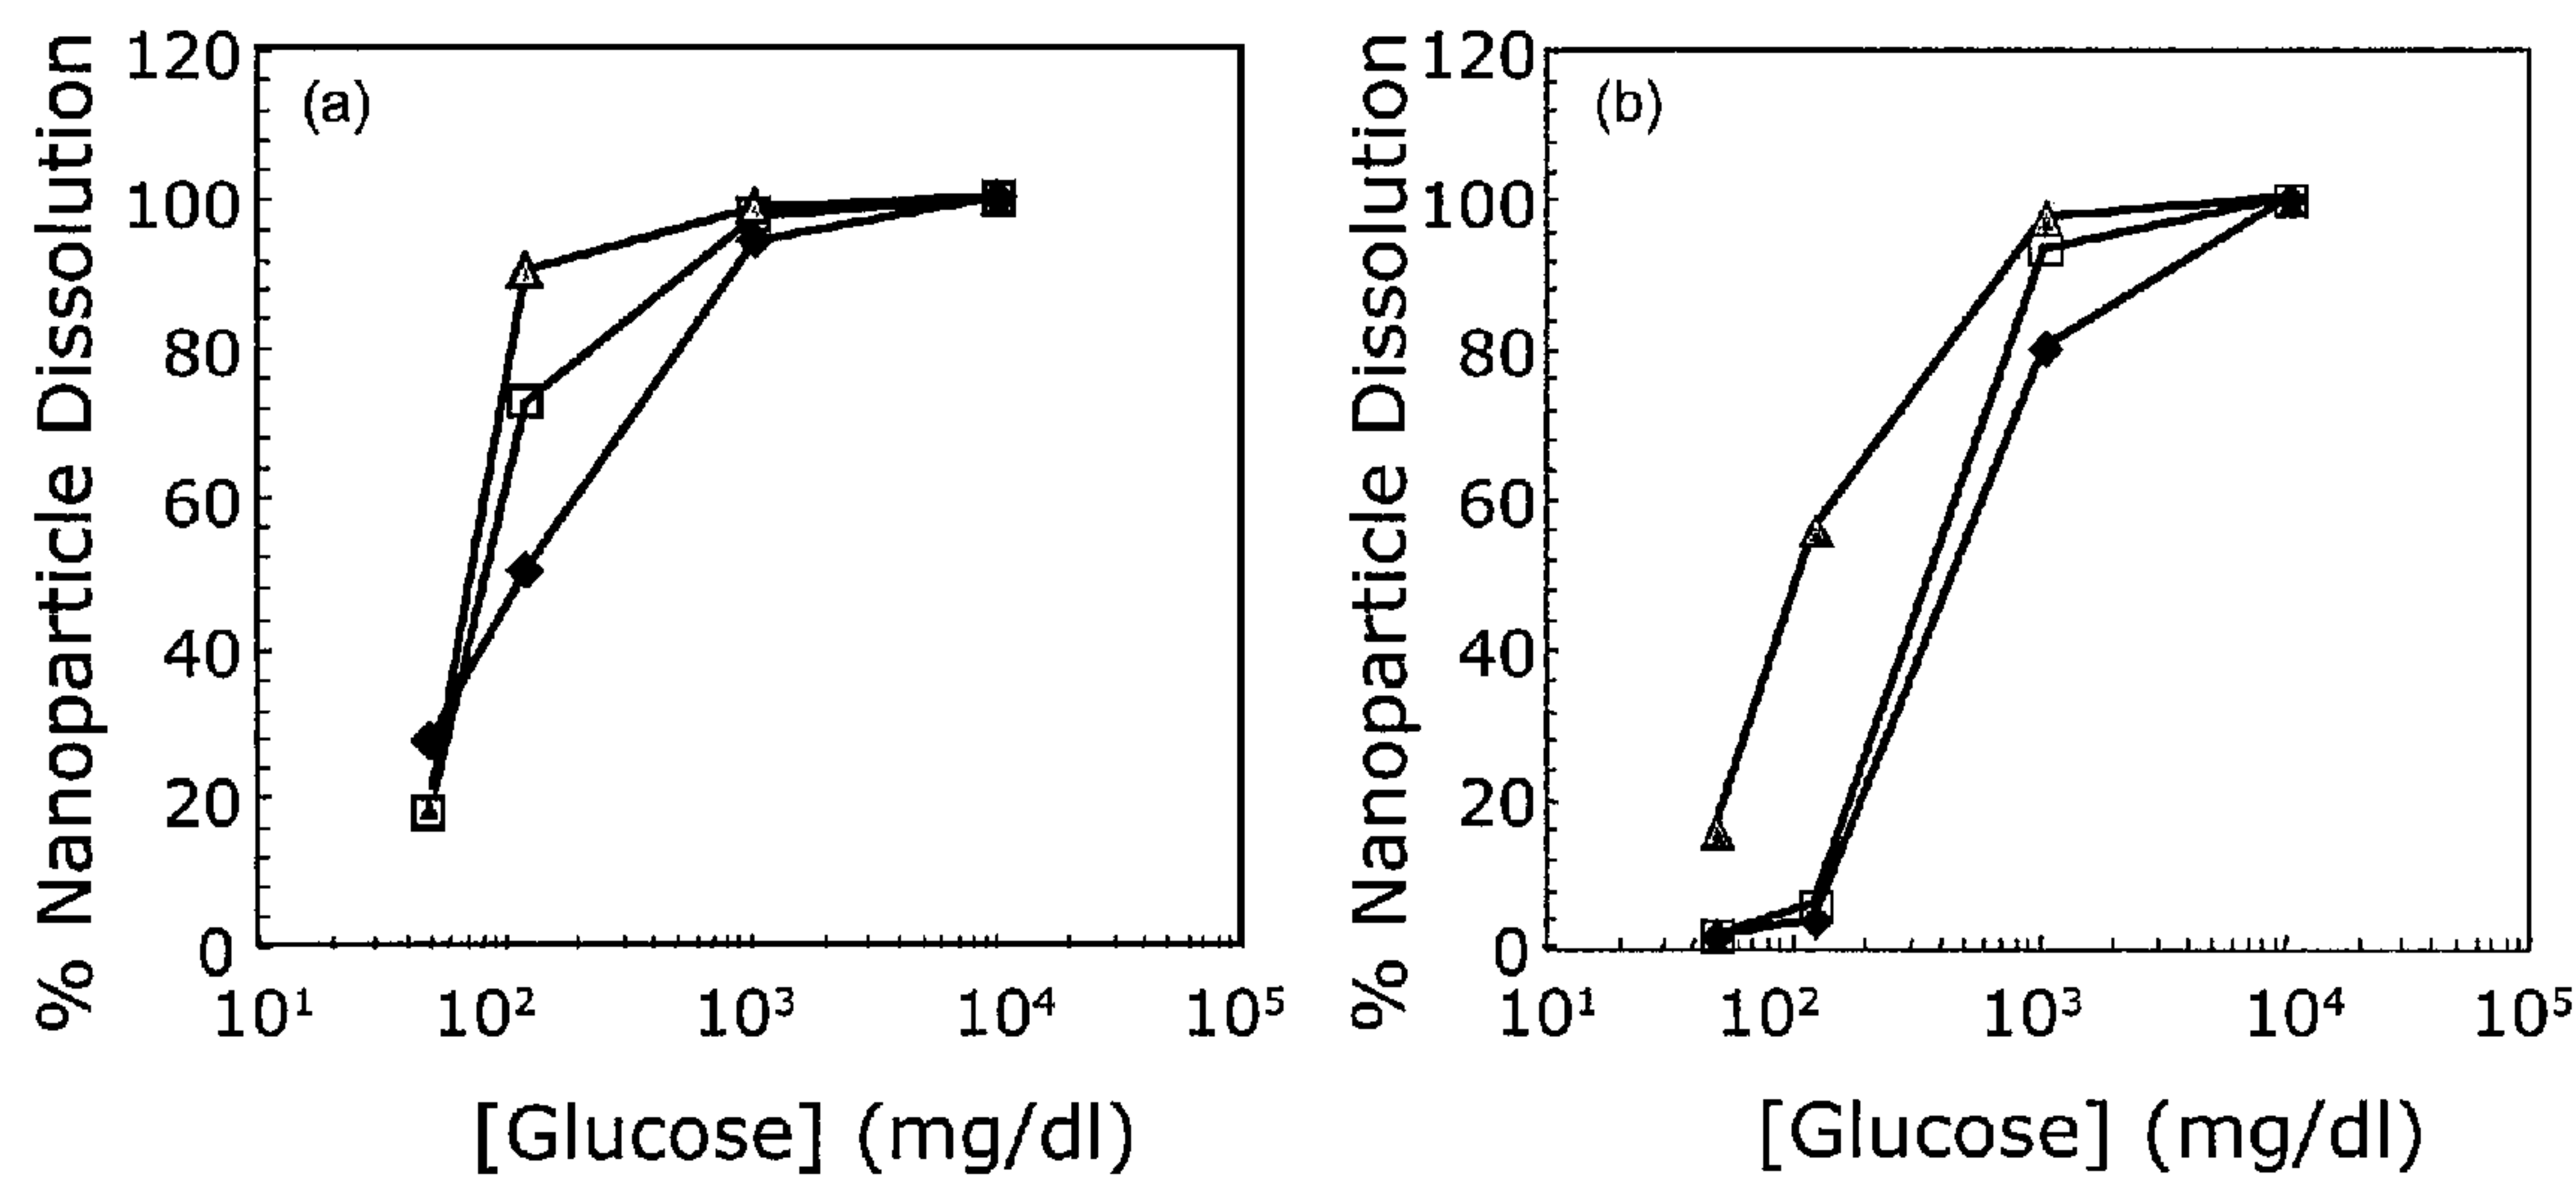 % Nanoparticle Dissolution
120
100
80
60
40
20
0
(a)
10¹ 10² 10³ 10⁴ 10⁵
[Glucose] (mg/dl)
% Nanoparticle Dissolution
120
100
80
60
40
20
0
(b)
10¹ 10² 10³ 10⁴ 10⁵
[Glucose] (mg/dl)